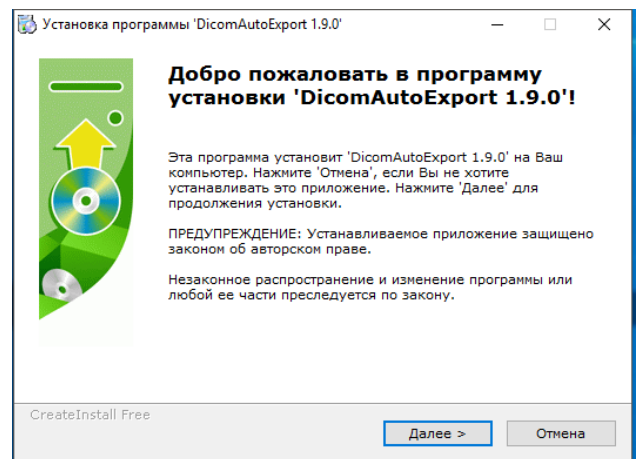 Установка программы 'DicomAutoExport 1.9.0'
Добро пожаловать в программу
установки 'DicomAutoExport 1.9.0'!
Эта программа установит 'DicomAutoExport 1.9.0' на Ваш
компьютер. Нажмите 'Отмена', если Вы не хотите
устанавливать это приложение. Нажмите 'Далее' для
продолжения установки.
ПРЕДУПРЕЖДЕНИЕ: Устанавливаемое приложение защищено
законом об авторском праве.
Незаконное распространение и изменение программы или
любой ее части преследуется по закону.
CreateInstall Free
Далее >
Отмена